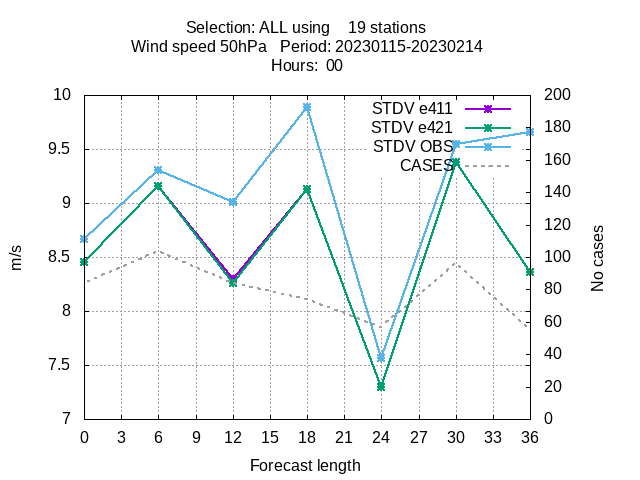 Selection: ALL using 19 stations
Wind speed 50hPa Period: 20230115-20230214
Hours: 00
STDV e411
STDV e421
STDV OBS
CASES
10
9.5
9
8.5
8
7.5
7
m/s
200
180
160
140
120
100
80
60
40
20
0
No cases
0 3 6 9 12 15 18 21 24 27 30 33 36
Forecast length